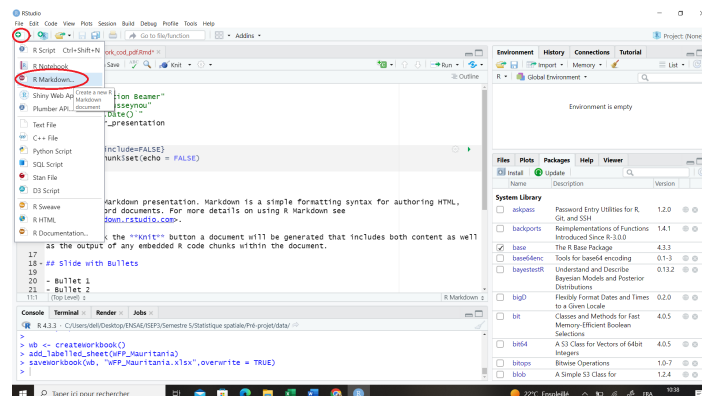 RStudio
File Edit Code View Plots Session Build Debug Profile Tools Help
Go to file/function Addins
Project: (None
R Script Ctrl+Shift+N
R Notebook
R Markdown...
Shiny Web Ap
Plumber API...
Create a new R
Markdown
document
Text File
C++ File
Python Script
SQL Script
Stan File
D3 Script
R Sweave
R HTML
R Documentation...
ork_cod_pdf.Rmd*
Save Knit Run
Outline
tion Beamer"
osseynou"
Date() "
r_presentation
include=FALSE}
hunk$set(echo = FALSE)
Markdown presentation. Markdown is a simple formatting syntax for authoring HTML,
ord documents. For more details on using R Markdown see
down.rstudio.com>.
k the **Knit** button a document will be generated that includes both content as well
as the output of any embedded R code chunks within the document.
17
18 ## Slide with Bullets
19
20 - Bullet 1
21 - Bullet 2
11:1 (Top Level) R Markdown
Console Terminal Render Jobs
R 4.3.3 · C:/Users/dell/Desktop/ENSAE/ISEP3/Semestre 5/Statistique spatiale/Pré-projet/data/
>
> wb <- createWorkbook()
> add_labelled_sheet(WFP_Mauritania)
> saveWorkbook(wb, "WFP_Mauritania.xlsx",overwrite = TRUE)
>
Environment History Connections Tutorial
Import Memory List
R Global Environment
Environment is empty
Files Plots Packages Help Viewer
Install Update
Name Description Version
System Library
askpass Password Entry Utilities for R, 1.2.0
Git, and SSH
backports Reimplementations of Functions 1.4.1
Introduced Since R-3.0.0
base The R Base Package 4.3.3
base64enc Tools for base64 encoding 0.1-3
bayestestR Understand and Describe 0.13.2
Bayesian Models and Posterior
Distributions
bigD Flexibly Format Dates and Times 0.2.0
to a Given Locale
bit Classes and Methods for Fast 4.0.5
Memory-Efficient Boolean
Selections
bit64 A S3 Class for Vectors of 64bit 4.0.5
Integers
bitops Bitwise Operations 1.0-7
blob A Simple S3 Class for 1.2.4
Taper ici pour rechercher
22°C Ensoleillé FRA 10:38